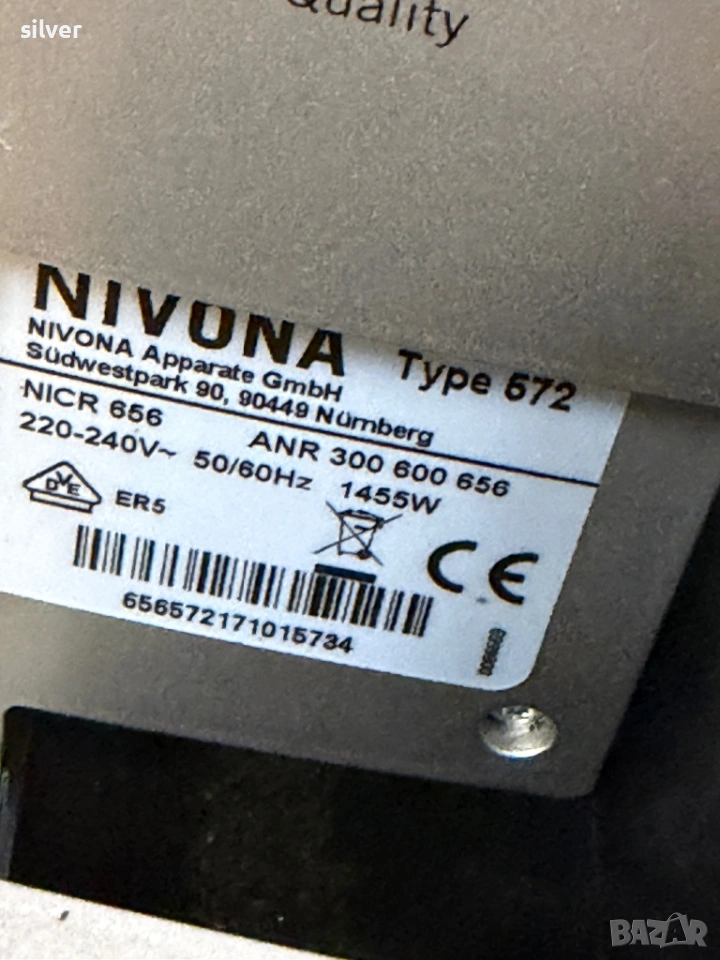 silver
Quality
NIVONA
Type 572
NIVONA Apparate GmbH
Südwestpark 90, 90449 Nürnberg
NICR 656
ANR 300 600 656
220-240V~ 50/60Hz 1455W
DVE
ER5
CE
656572171015734
BAZAR